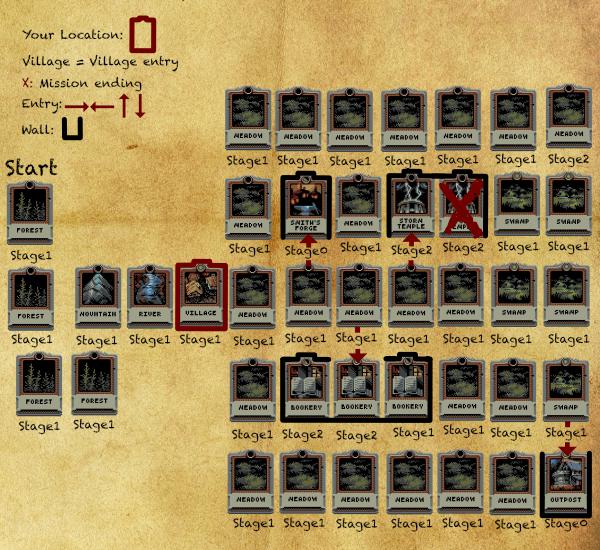 Your Location:
Village = Village entry
X: Mission ending
Entry:
Wall:
Start
MEADOW MEADOW MEADOW MEADOW MEADOW MEADOW MEADOW
Stage1 Stage1 Stage1 Stage1 Stage1 Stage1 Stage2
FOREST MEADOW SMITH'S FORGE MEADOW STORM TEMPLE SWAMP SWAMP
Stage1 Stage1 Stage0 Stage1 Stage2 Stage2 Stage1 Stage1
FOREST MOUNTAIN RIVER VILLAGE MEADOW MEADOW MEADOW MEADOW MEADOW SWAMP SWAMP
Stage1 Stage1 Stage1 Stage1 Stage1 Stage1 Stage1 Stage1 Stage1 Stage1 Stage1
FOREST FOREST MEADOW BOOKERY BOOKERY BOOKERY MEADOW MEADOW SWAMP
Stage1 Stage1 Stage1 Stage2 Stage2 Stage1 Stage1 Stage1 Stage1
MEADOW MEADOW MEADOW MEADOW MEADOW MEADOW OUTPOST
Stage1 Stage1 Stage1 Stage1 Stage1 Stage1 Stage0